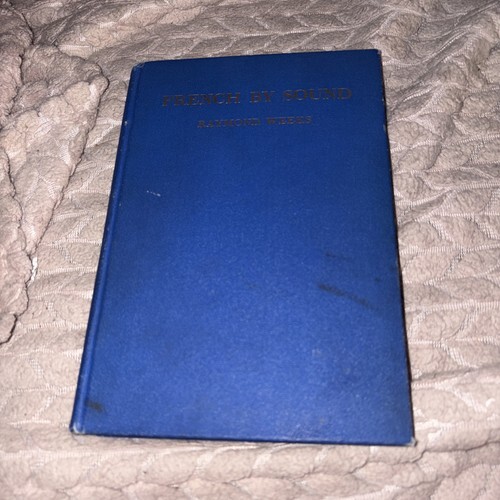 FRENCH BY SOUND
RAYMOND WEEKS